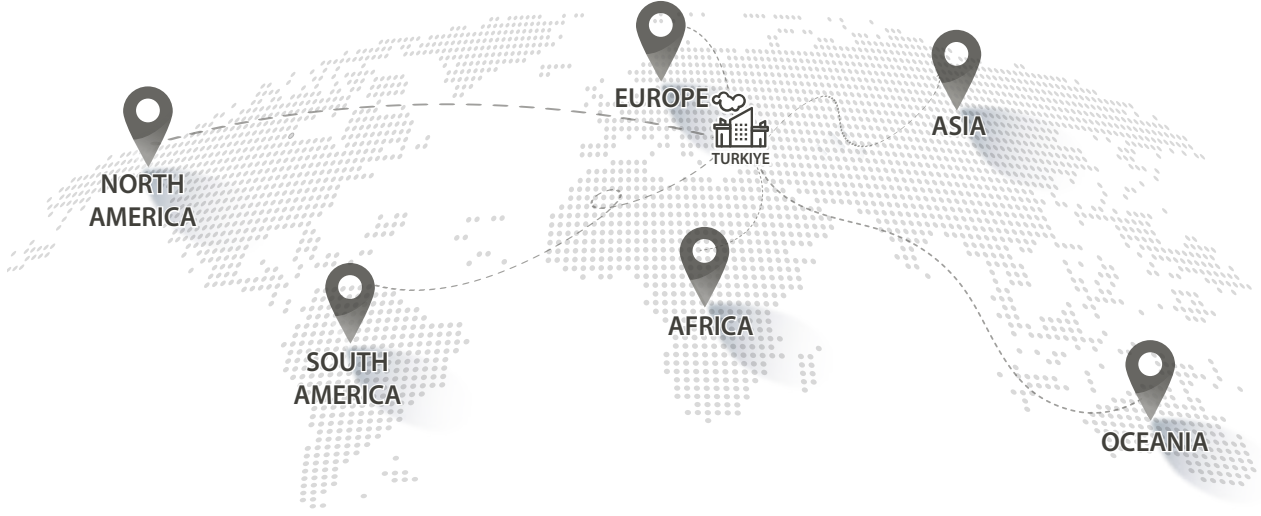 EUROPE
ASIA
TURKIYE
NORTH
AMERICA
AFRICA
SOUTH
AMERICA
OCEANIA